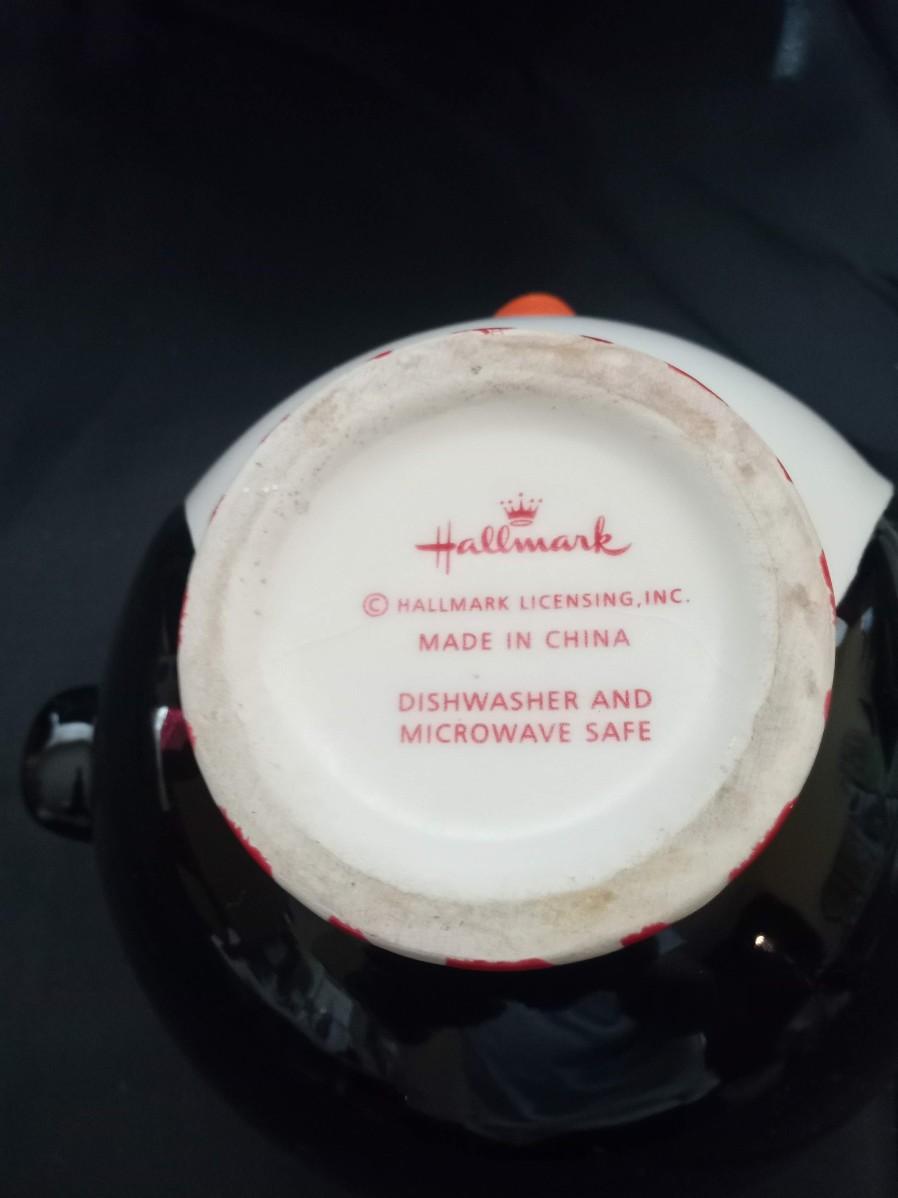 Hallmark
© HALLMARK LICENSING, INC.
MADE IN CHINA
DISHWASHER AND
MICROWAVE SAFE